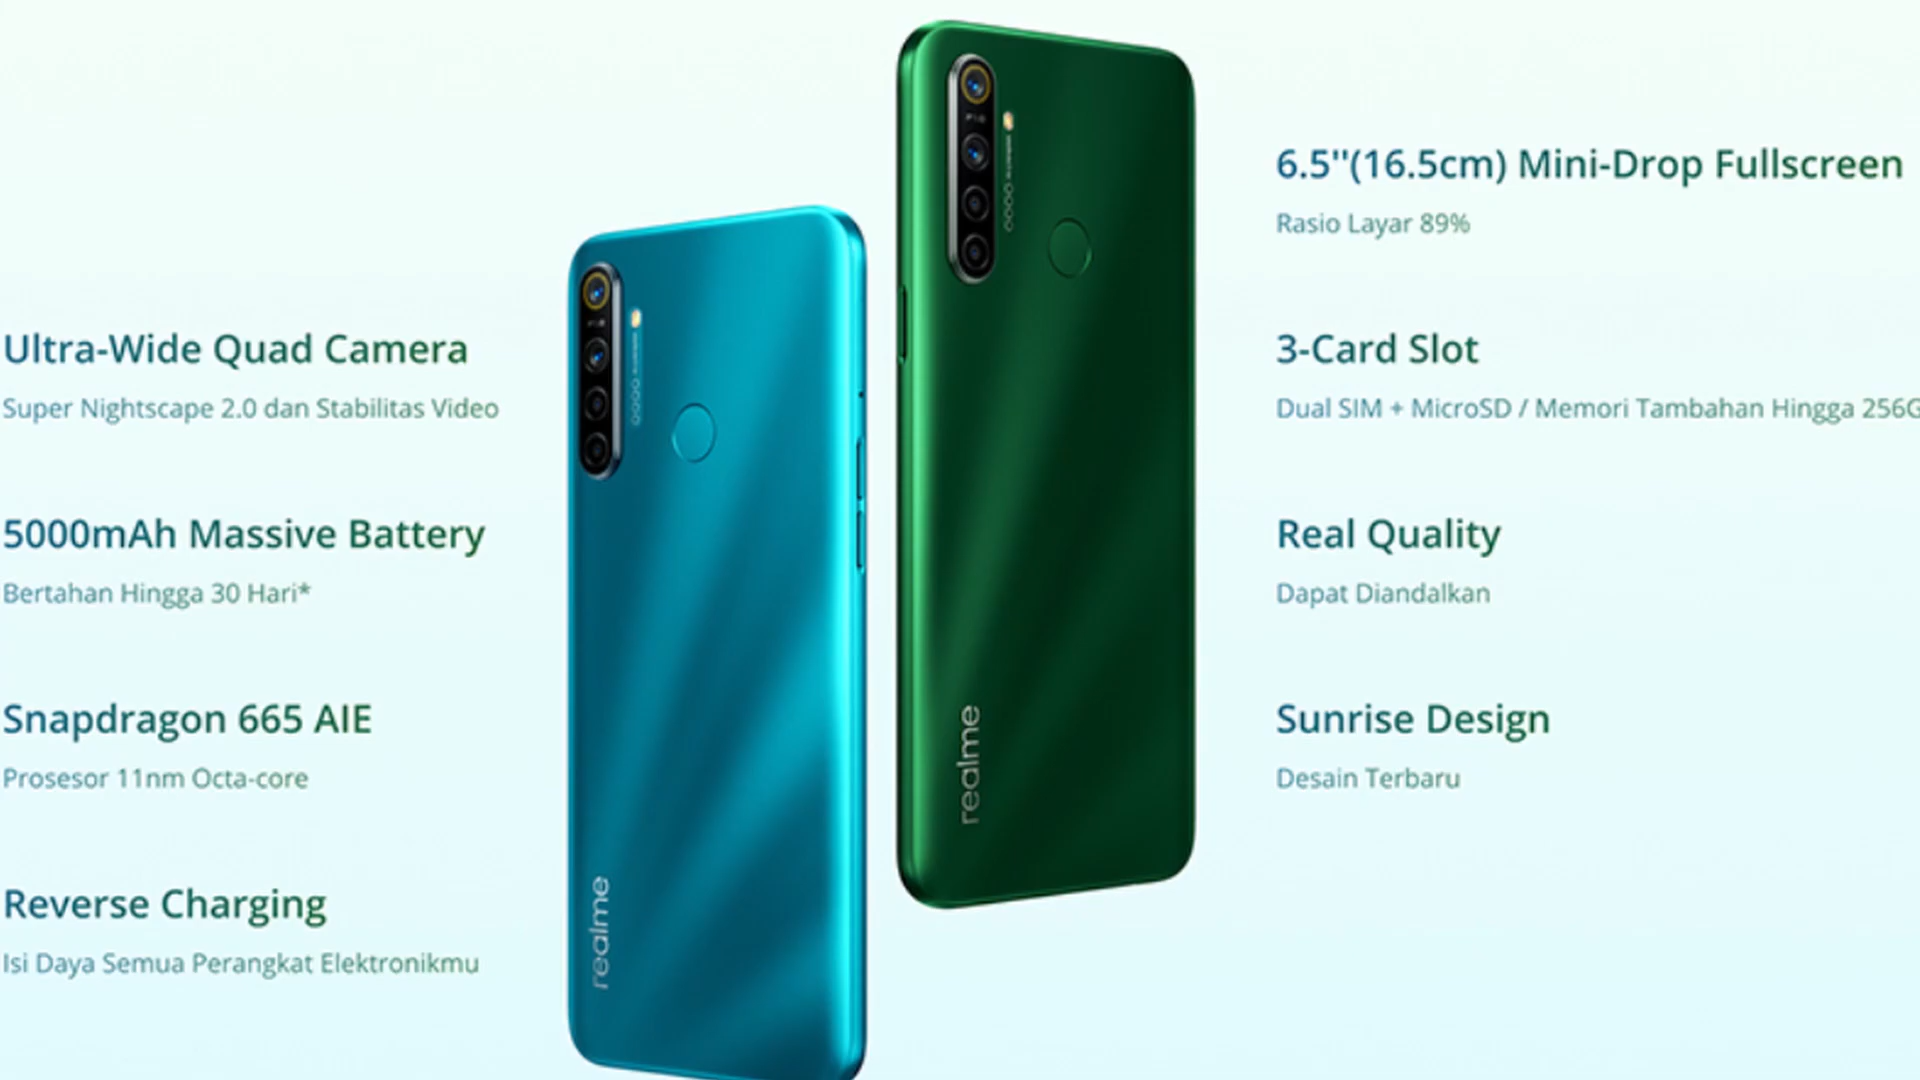 Ultra-Wide Quad Camera
Super Nightscape 2.0 dan Stabilitas Video
5000mAh Massive Battery
Bertahan Hingga 30 Hari*
Snapdragon 665 AIE
Prosesor 11nm Octa-core
Reverse Charging
Isi Daya Semua Perangkat Elektronikmu
realme
realme
6.5''(16.5cm) Mini-Drop Fullscreen
Rasio Layar 89%
3-Card Slot
Dual SIM + MicroSD / Memori Tambahan Hingga 256G
Real Quality
Dapat Diandalkan
Sunrise Design
Desain Terbaru